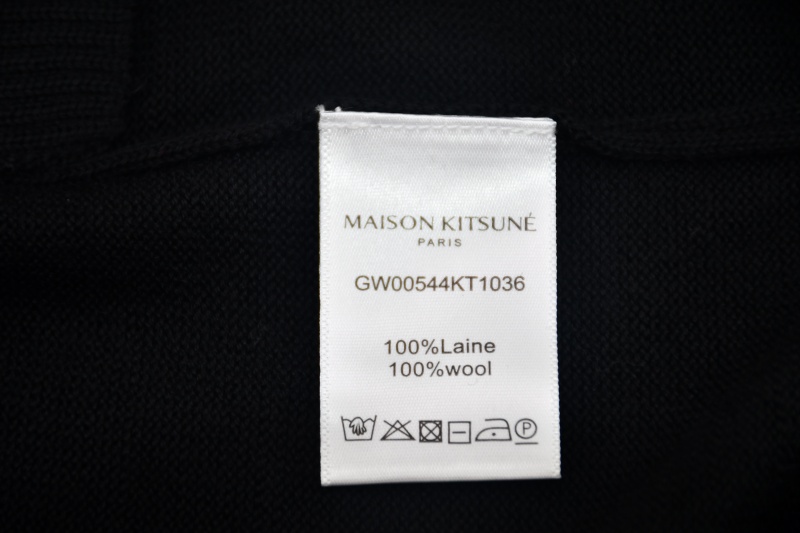 MAISON KITSUNÉ
PARIS
GW00544KT1036
100%Laine
100%wool
P